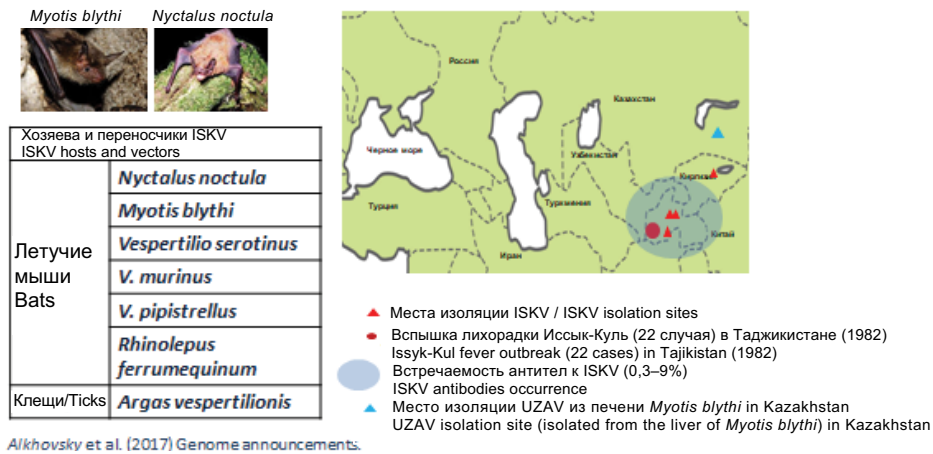 Myotis blythi
Nyctalus noctula
Хозяева и переносчики ISKV
ISKV hosts and vectors
Летучие
мыши
Bats
Nyctalus noctula
Myotis blythi
Vespertilio serotinus
V. murinus
V. pipistrellus
Rhinolepus
ferrumequinum
Клещи/Ticks
Argas vespertilionis
Alkhovsky et al. (2017) Genome announcements.
Россия
Казахстан
Черное море
Узбекистан
Киргизия
Турция
Туркмения
Китай
Иран
Места изоляции ISKV / ISKV isolation sites
Вспышка лихорадки Иссык-Куль (22 случая) в Таджикистане (1982)
Issyk-Kul fever outbreak (22 cases) in Tajikistan (1982)
Встречаемость антител к ISKV (0,3–9%)
ISKV antibodies occurrence
Место изоляции UZAV из печени Myotis blythi in Kazakhstan
UZAV isolation site (isolated from the liver of Myotis blythi) in Kazakhstan